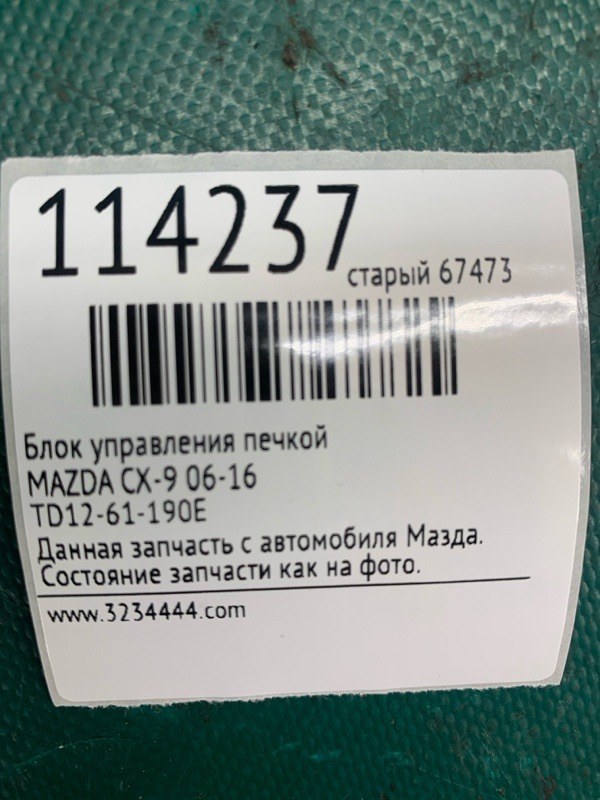 114237
старый 67473
Блок управления печкой
MAZDA CX-9 06-16
TD12-61-190E
Данная запчасть с автомобиля Мазда.
Состояние запчасти как на фото.
www.3234444.com